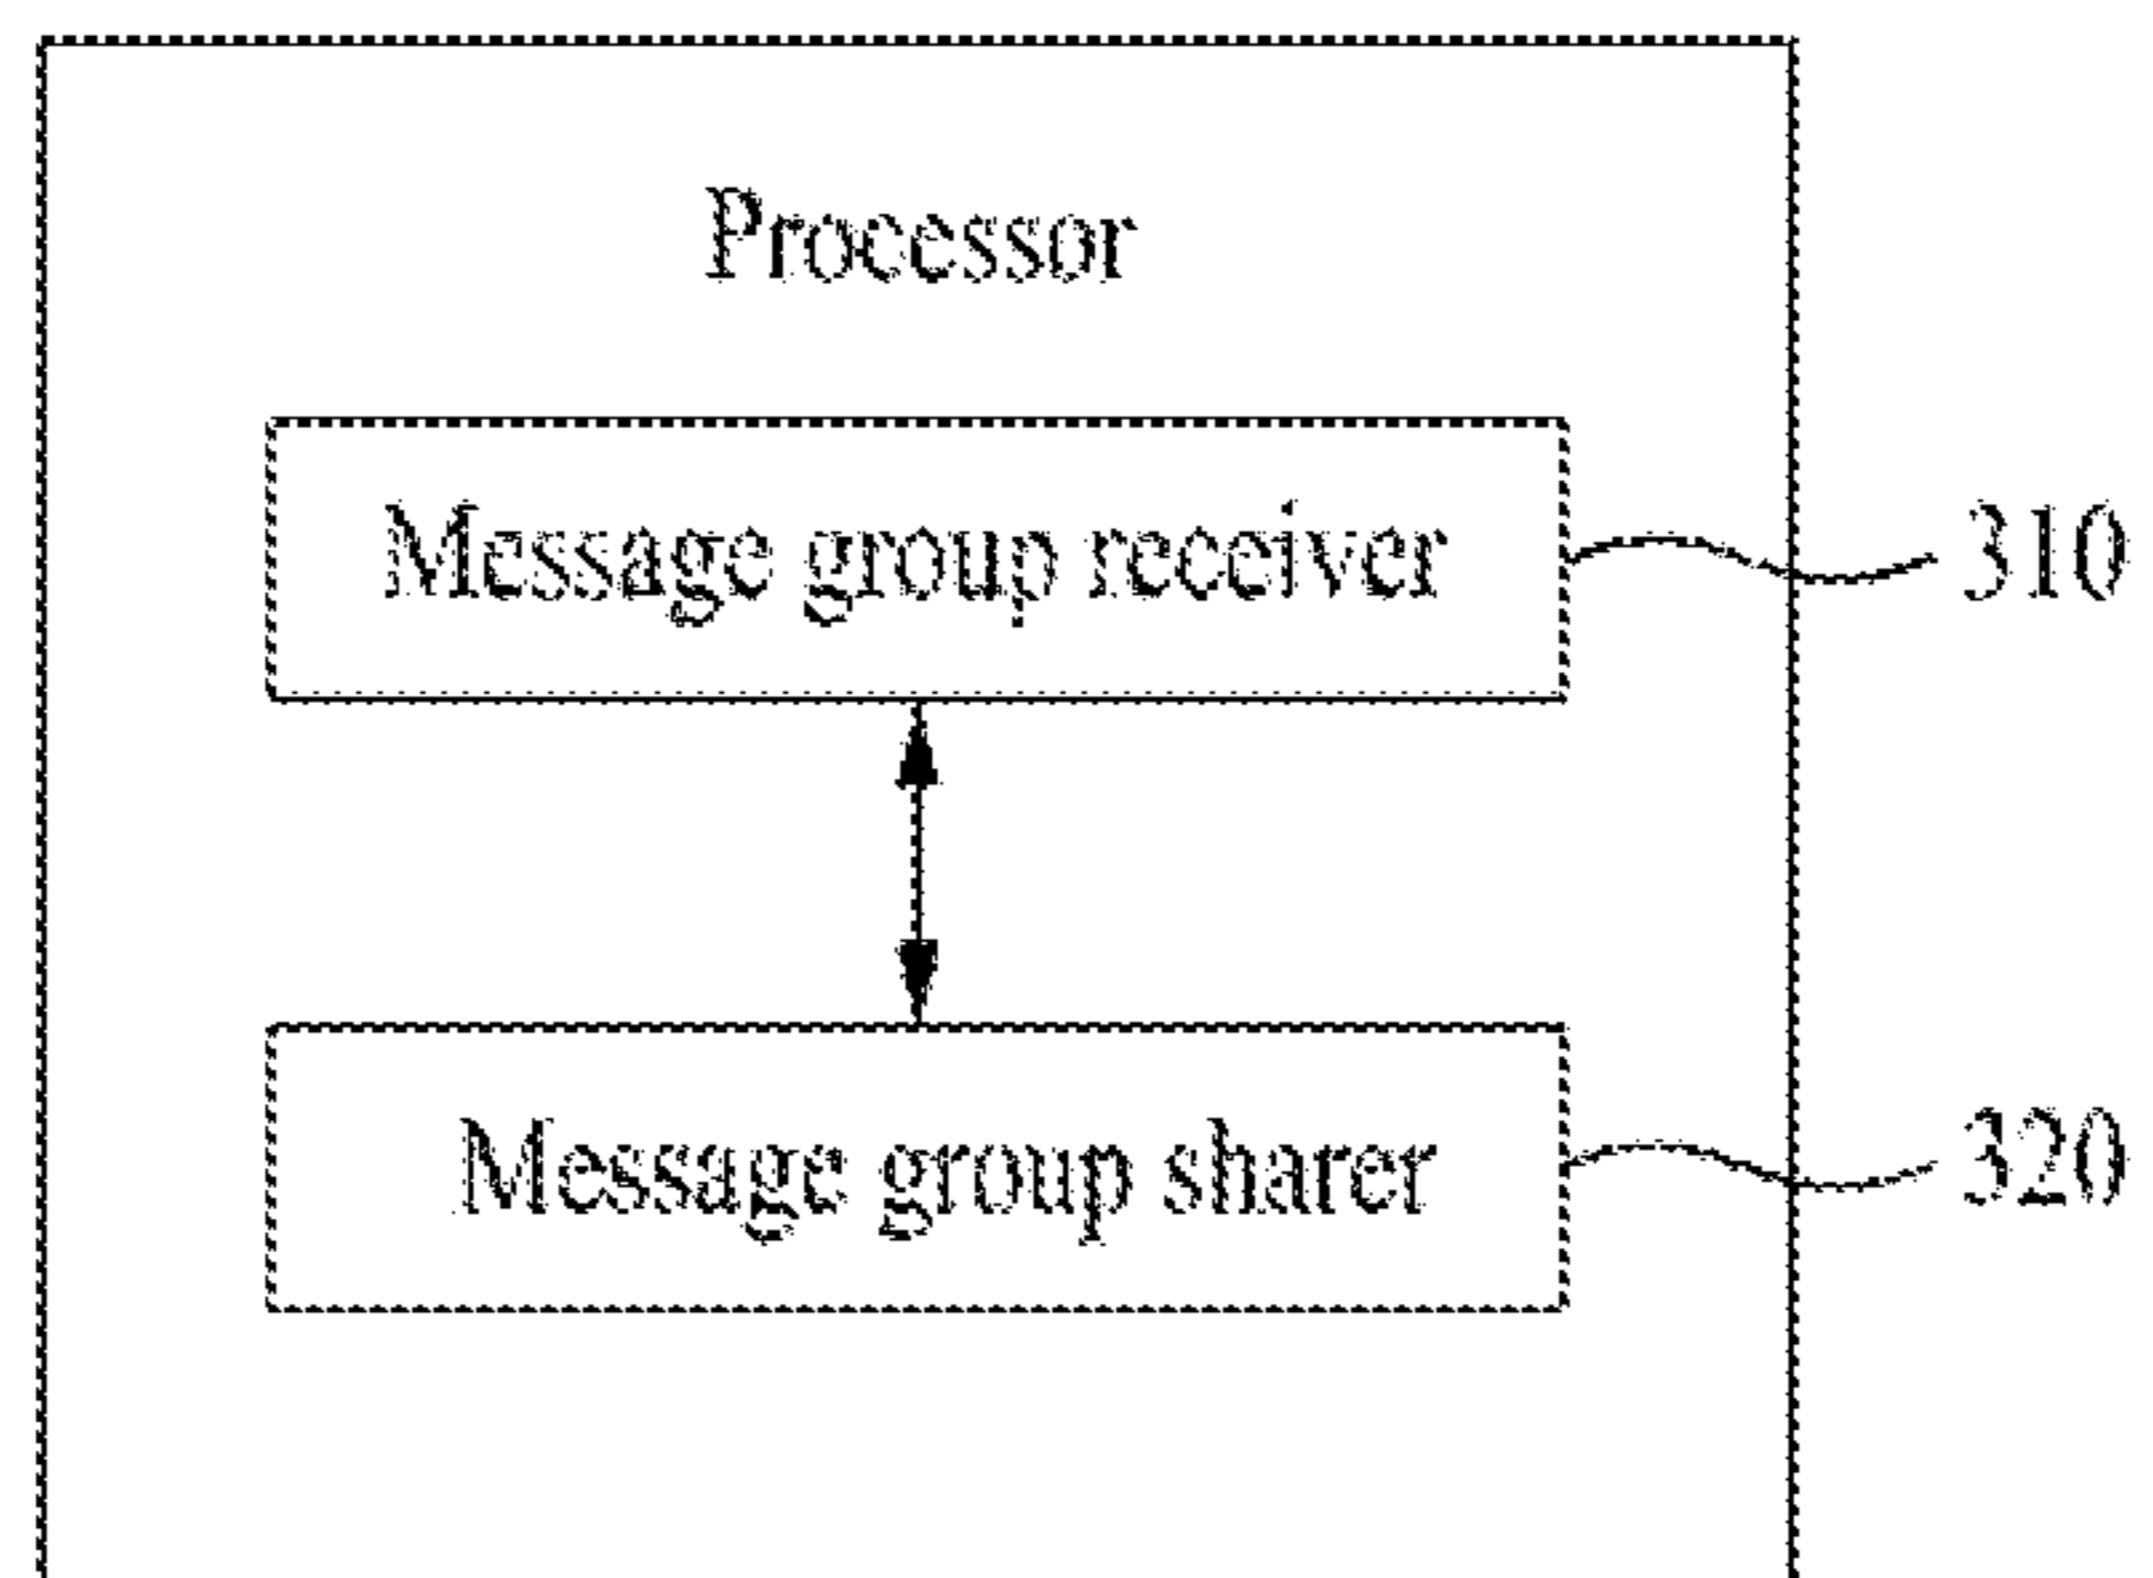 Processor
Message group receiver
310
Message group sharer
320